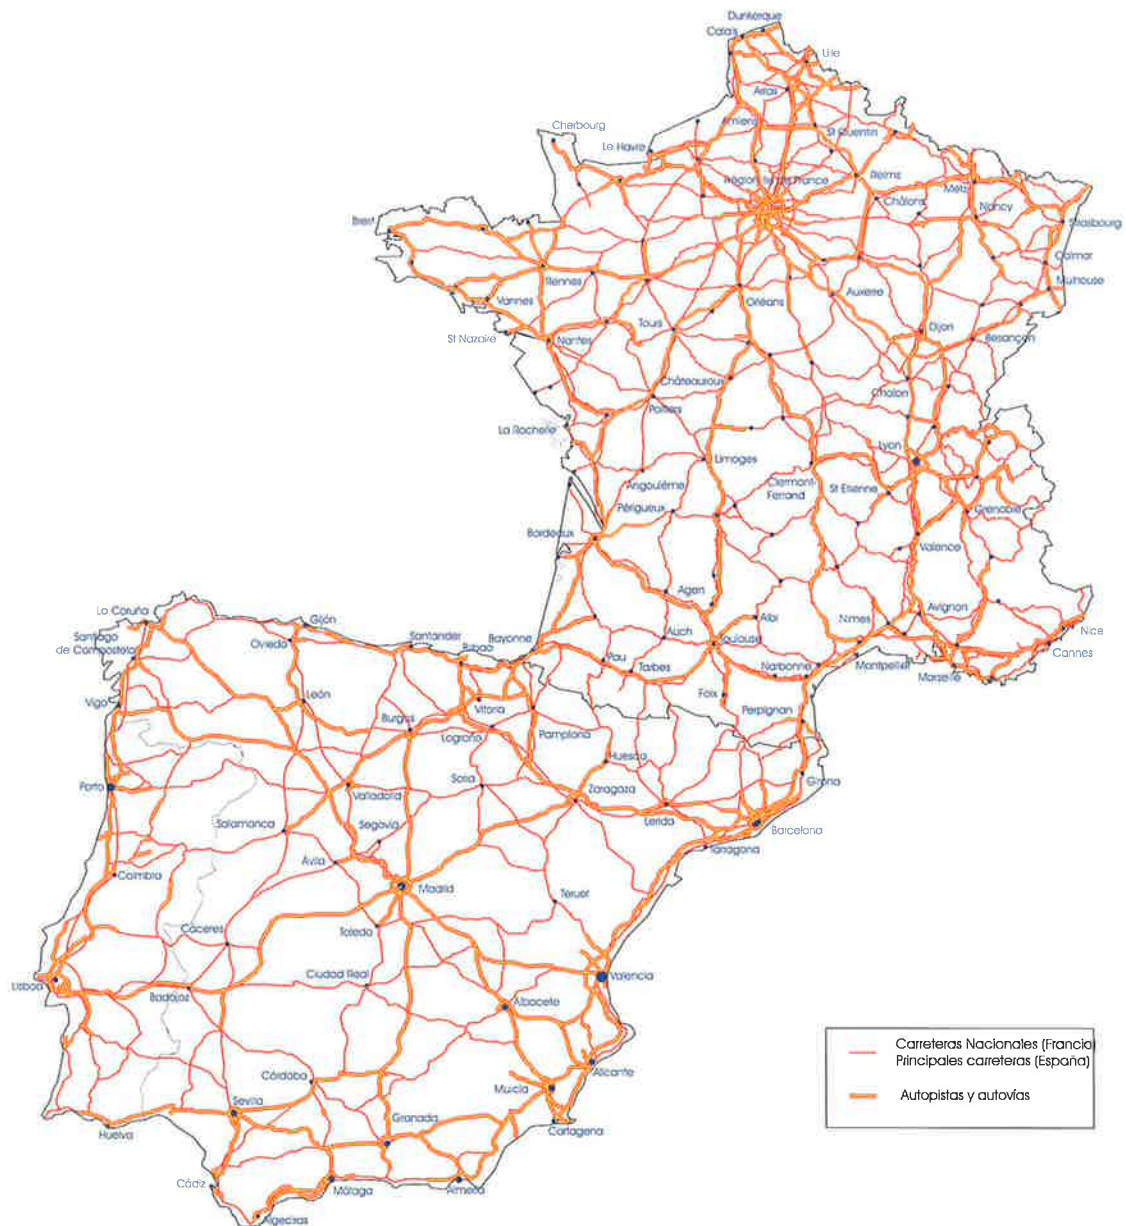 Dunkerque
Calais
Lille
Arras
Amiens
St Quentin
Cherbourg
Le Havre
Reims
Metz
Châlons
Nancy
Strasbourg
Brest
Colmar
Rennes
Mulhouse
Vannes
Auxerre
Orléans
Tours
Dijon
St Nazaire
Nantes
Besançon
Châteauroux
Chalon
Poitiers
La Rochelle
Lyon
Limoges
Clermont-
Ferrand
Angoulême
St Etienne
Périgueux
Grenoble
Bordeaux
Valence
Agen
La Coruña
Gijón
Albi
Nimes
Avignon
Santiago
de Compostela
Oviedo
Santander
Bayonne
Auch
Toulouse
Nice
Bilbao
Pau
Tarbes
Narbonne
Montpellier
Cannes
Marseille
Vigo
León
Foix
Vitoria
Perpignan
Burgos
Logroño
Pamplona
Huesca
Girona
Porto
Soria
Zaragoza
Valladolid
Salamanca
Segovia
Lerida
Barcelona
Tarragona
Ávila
Coimbra
Madrid
Teruel
Cáceres
Toledo
Lisboa
Ciudad Real
Valencia
Badajoz
Albacete
Carreteras Nacionales (Francia)
Principales carreteras (España)
Autopistas y autovías
Córdoba
Alicante
Murcia
Sevilla
Granada
Huelva
Cartagena
Cádiz
Málaga
Almería
Algeciras